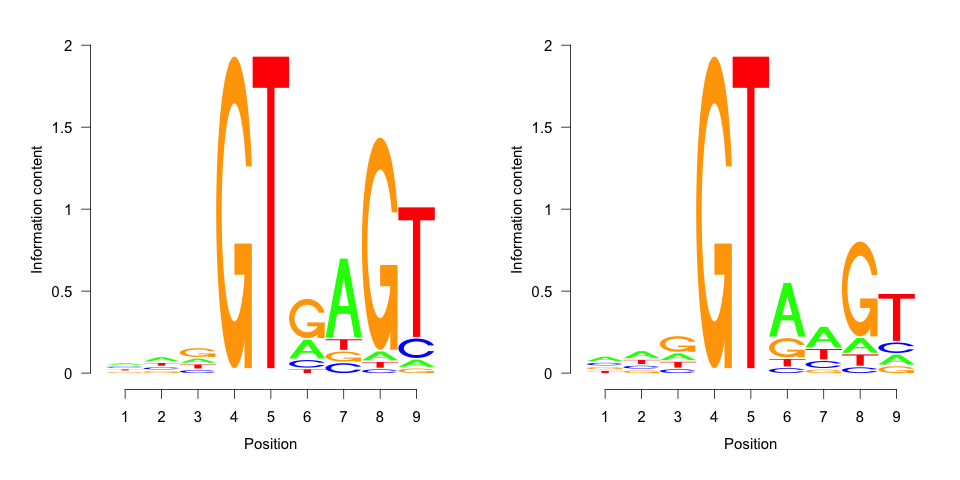 2
1.5
1
0.5
0
Information content
1 2 3 4 5 6 7 8 9
Position
G T G A G T
A T G A C
C C T A
T G C G
2
1.5
1
0.5
0
Information content
1 2 3 4 5 6 7 8 9
Position
G T A A G T
G T A C
T C T A
C G C G